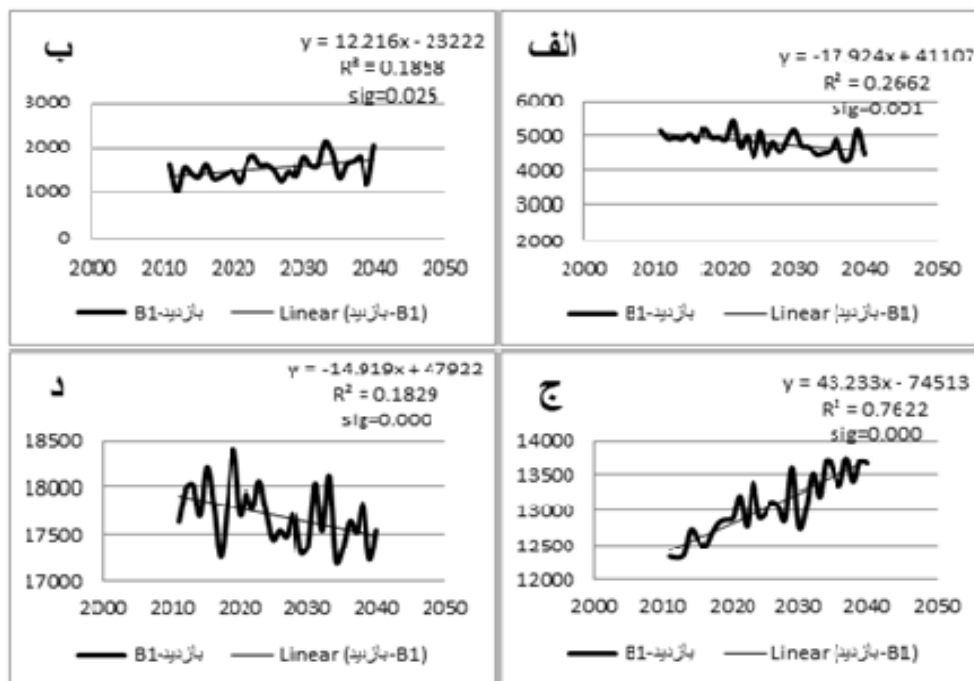 الف
y = -17.924x + 41107
R² = 0.2662
sig=0.001
6000
5000
4000
3000
2000
2000 2010 2020 2030 2040 2050
B1-بازدید Linear (بازدید-B1)
ب
y = 12.216x - 23222
R² = 0.1858
sig=0.025
3000
2000
1000
0
2000 2010 2020 2030 2040 2050
B1-بازدید Linear (بازدید-B1)
ج
y = 43.233x - 74513
R² = 0.7622
sig=0.000
14000
13500
13000
12500
12000
2000 2010 2020 2030 2040 2050
B1-بازدید Linear (بازدید-B1)
د
y = -14.919x + 47922
R² = 0.1829
sig=0.000
18500
18000
17500
17000
2000 2010 2020 2030 2040 2050
B1-بازدید Linear (بازدید-B1)